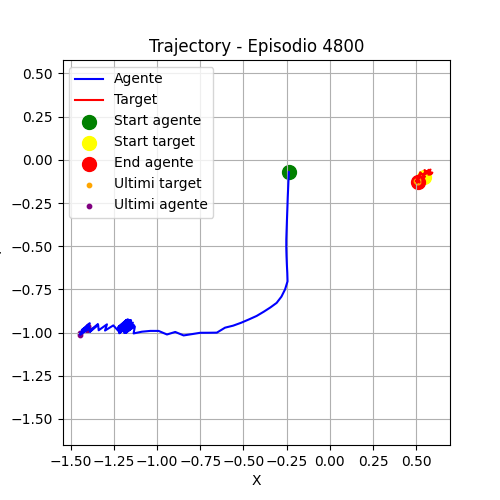 Trajectory - Episodio 4800
Agente
Target
Start agente
Start target
End agente
Ultimi target
Ultimi agente
0.50
0.25
0.00
−0.25
−0.50
−0.75
−1.00
−1.25
−1.50
−1.50 −1.25 −1.00 −0.75 −0.50 −0.25 0.00 0.25 0.50
X